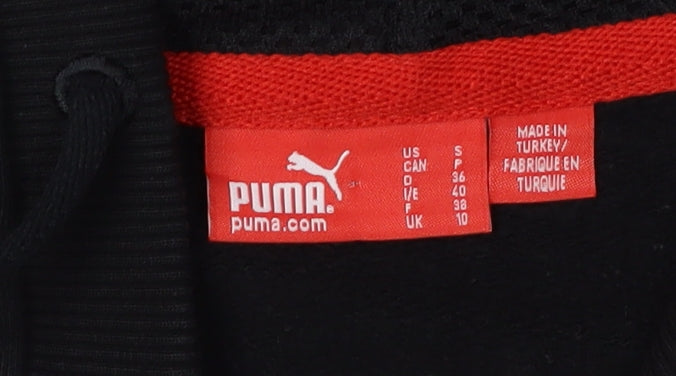 PUMA®
puma.com
US S
CAN P
D 36
I/E 40
F 38
UK 10
MADE IN
TURKEY/
FABRIQUE EN
TURQUIE